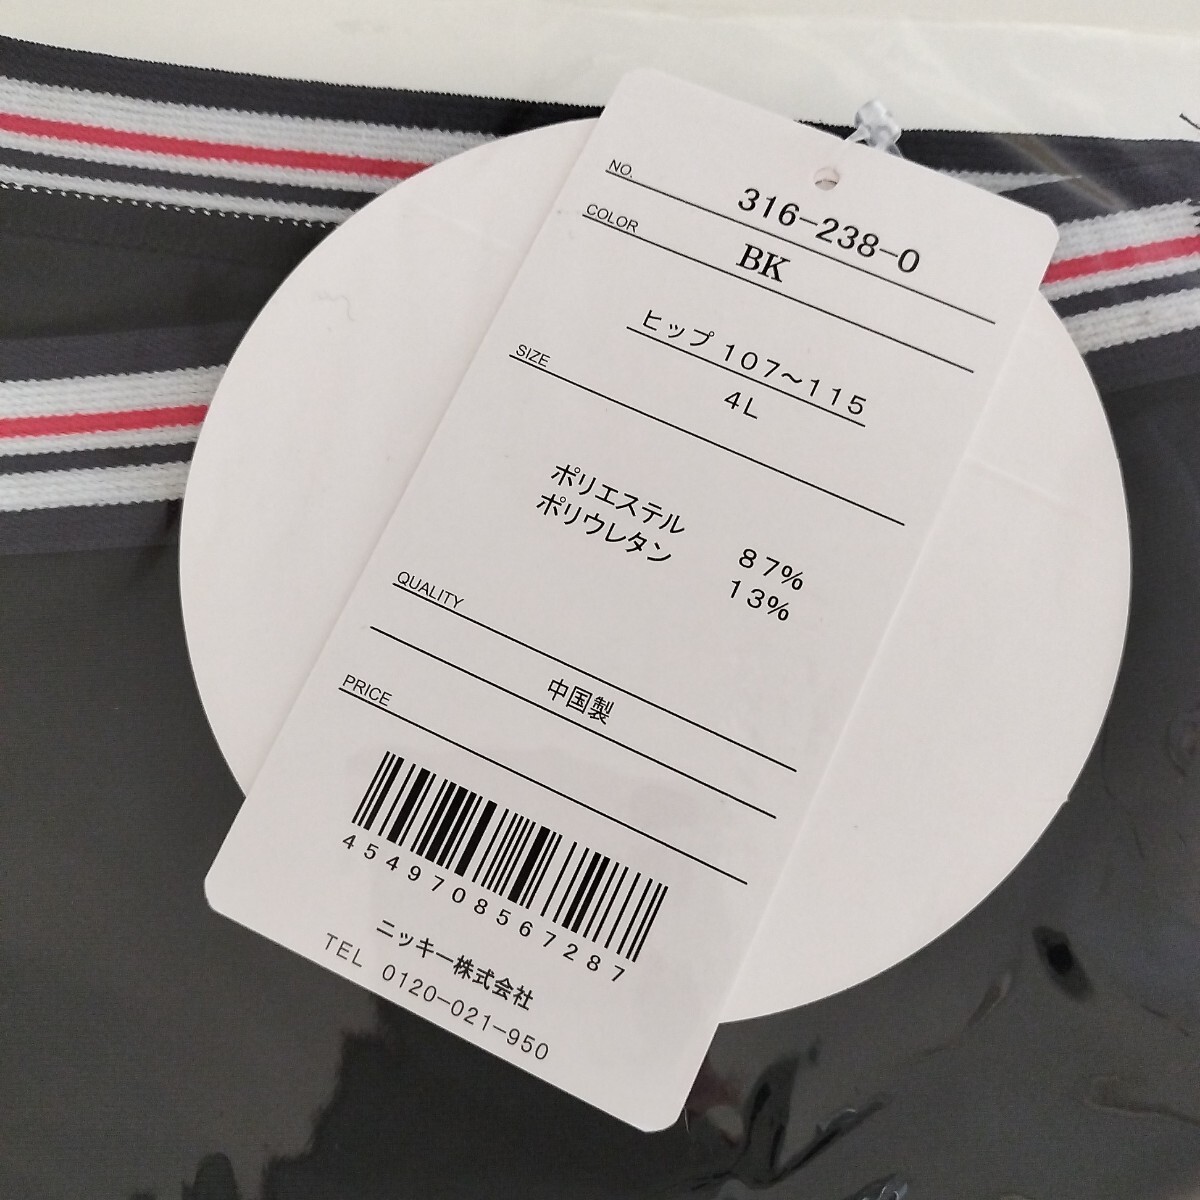 NO.
316-238-0
COLOR
BK
ヒップ 107〜115
SIZE
4L
ポリエステル 87%
ポリウレタン 13%
QUALITY
中国製
PRICE
4549708567287
ニッキー株式会社
TEL 0120-021-950